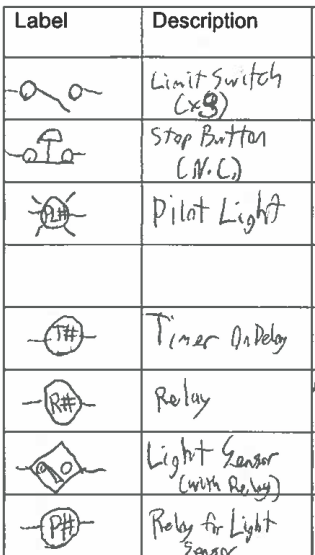 Label Description
Limit Switch
(x8)
Stop Button
(N.C.)
PL# Pilot Light
T# Timer On Delay
R# Relay
Light Sensor
(with Relay)
P# Relay for Light
Sensor